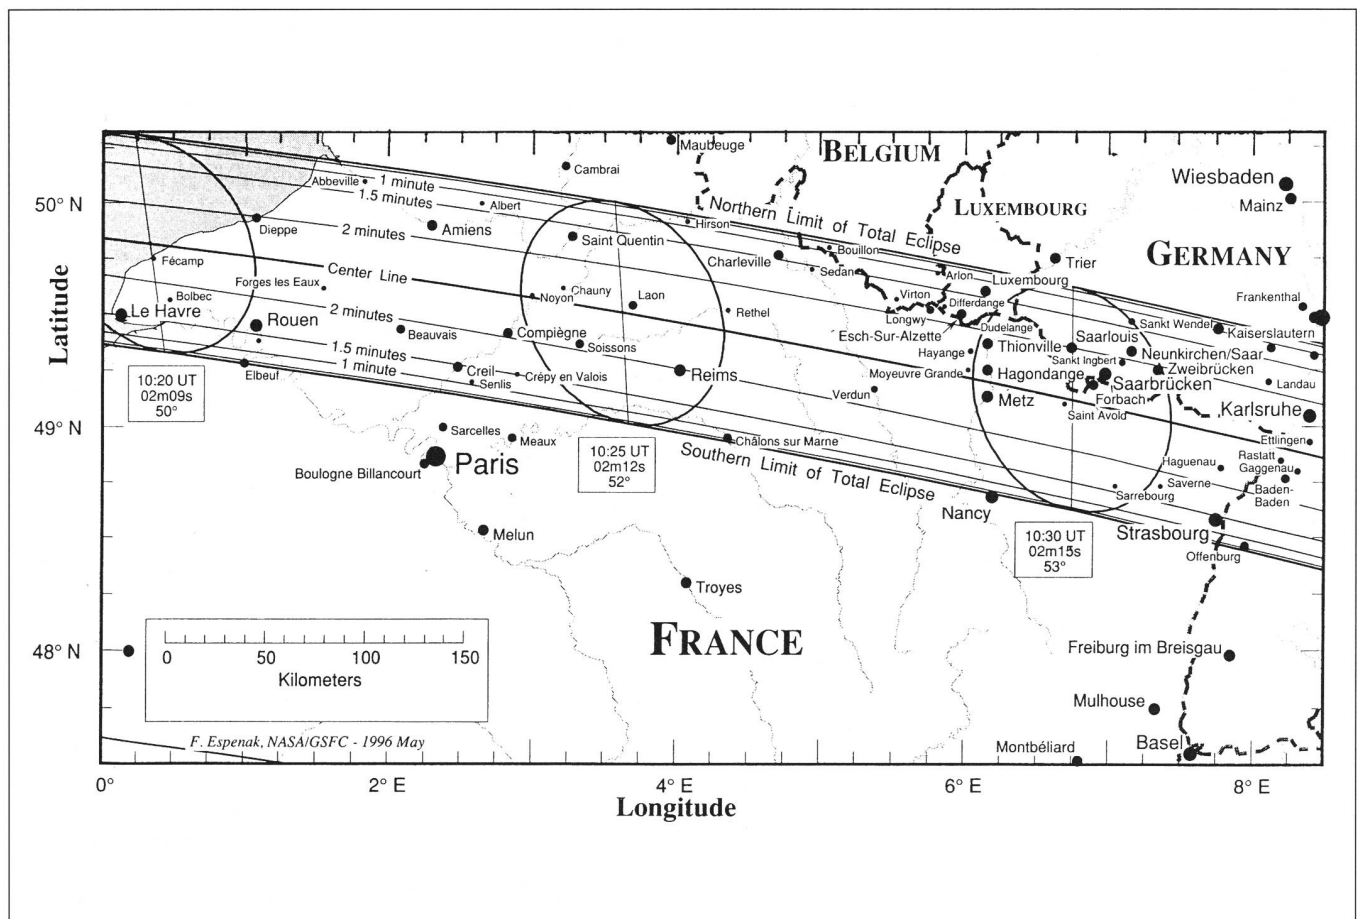 Maubeuge
BELGIUM
Cambrai
Abbeville
1 minute
1.5 minutes
Albert
Wiesbaden
Mainz
50° N
Northern Limit of Total Eclipse
LUXEMBOURG
Dieppe
2 minutes
Amiens
Hirson
Saint Quentin
Bouillon
GERMANY
Fécamp
Center Line
Charleville
Sedan
Arlon
Trier
Forges les Eaux
Chauny
Luxembourg
Bolbec
Noyon
Laon
Virton
Differdange
Frankenthal
Le Havre
Rouen
2 minutes
Rethel
Longwy
Dudelange
Sankt Wendel
Kaiserslautern
Latitude
Beauvais
Compiègne
Esch-Sur-Alzette
Saarlouis
Soissons
Hayange
Thionville
Sankt Ingbert
Neunkirchen/Saar
1.5 minutes
1 minute
Creil
Crépy en Valois
Reims
Moyeuvre Grande
Hagondange
Zweibrücken
Elbeuf
Senlis
Saarbrücken
Landau
10:20 UT
02m09s
50°
Verdun
Metz
Forbach
Saint Avold
Karlsruhe
49° N
Sarcelles
Meaux
Châlons sur Marne
Ettlingen
Paris
10:25 UT
02m12s
52°
Southern Limit of Total Eclipse
Haguenau
Rastatt
Gaggenau
Boulogne Billancourt
Saverne
Sarrebourg
Baden-
Baden
Nancy
Melun
10:30 UT
02m15s
53°
Strasbourg
Offenburg
Troyes
FRANCE
48° N
Freiburg im Breisgau
0 50 100 150
Kilometers
Mulhouse
F. Espenak, NASA/GSFC - 1996 May
Montbéliard
Basel
0° 2° E 4° E 6° E 8° E
Longitude